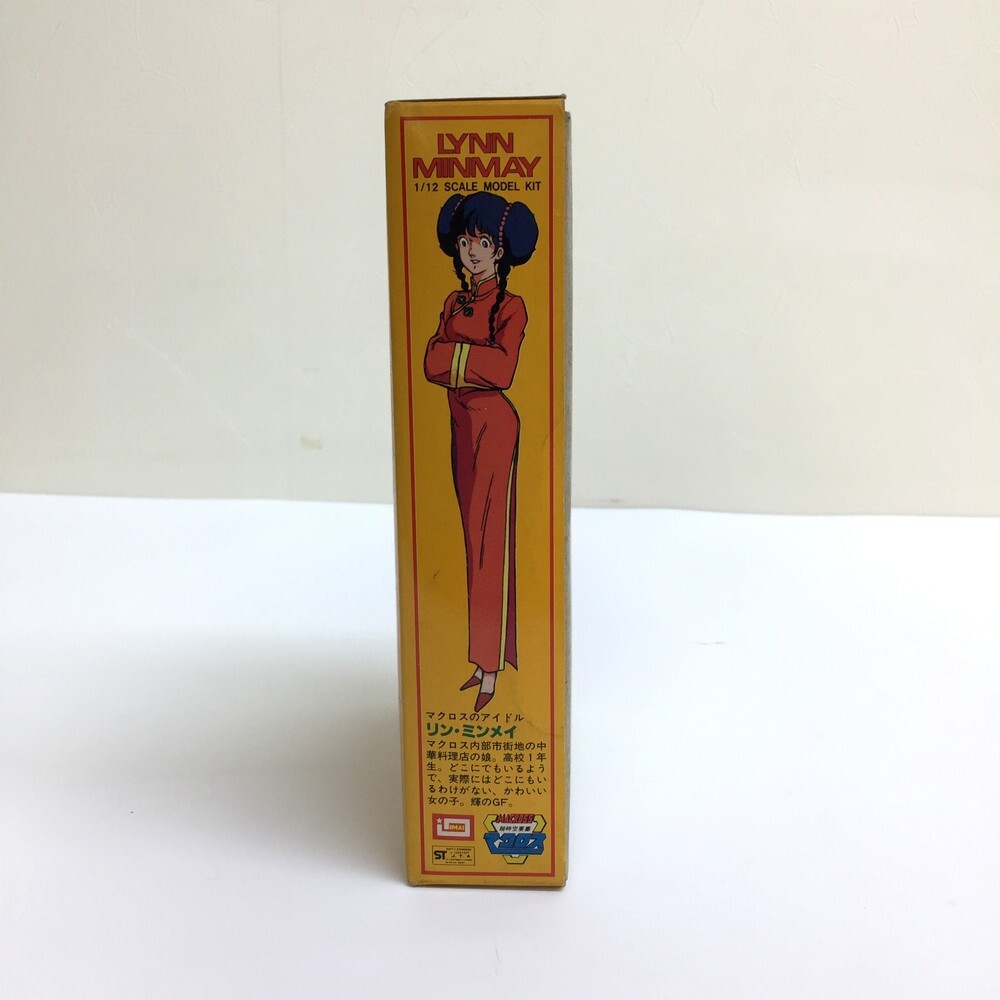 LYNN
MINMAY
1/12 SCALE MODEL KIT
マクロスのアイドル
リン・ミンメイ
マクロス内部市街地の中
華料理店の娘。高校1年
生。どこにでもいるよう
で、実際にはどこにもい
るわけがない、かわいい
女の子。輝のGF。
IMAI
MACROSS
超時空要塞
マクロス
ST